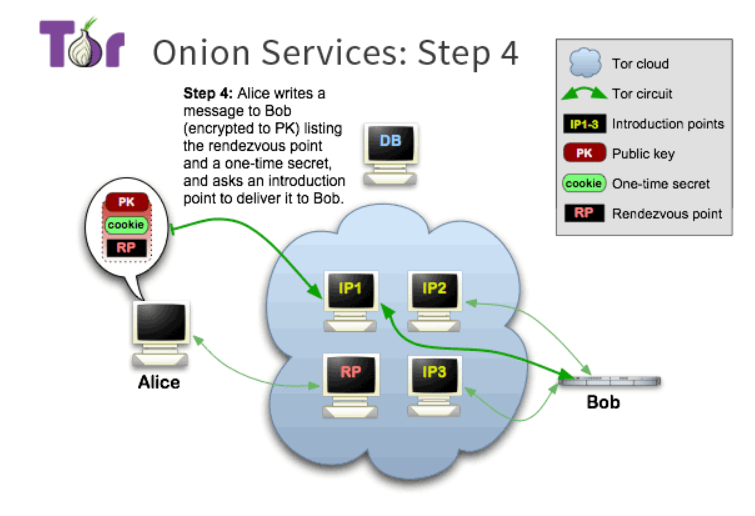 Tor
Onion Services: Step 4
Step 4: Alice writes a
message to Bob
(encrypted to PK) listing
the rendezvous point
and a one-time secret,
and asks an introduction
point to deliver it to Bob.
DB
Tor cloud
Tor circuit
IP1-3 Introduction points
PK Public key
cookie One-time secret
RP Rendezvous point
PK
cookie
RP
IP1
IP2
RP
IP3
Alice
Bob